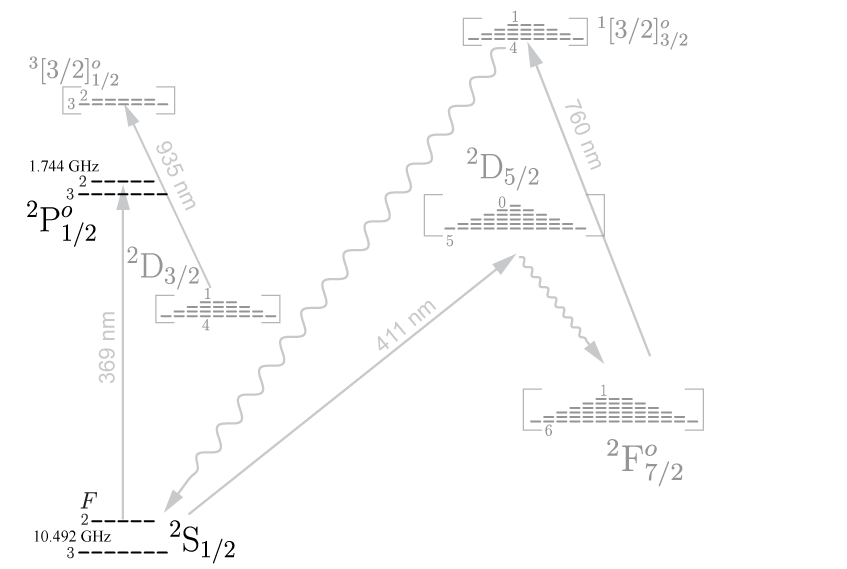 1
¹[3/2]°₃/₂
4
³[3/2]°₁/₂
2
3
935 nm
760 nm
1.744 GHz
2
3
²P°₁/₂
²D₅/₂
0
5
²D₃/₂
1
4
369 nm
411 nm
1
6
²F°₇/₂
F
2
10.492 GHz
3
²S₁/₂